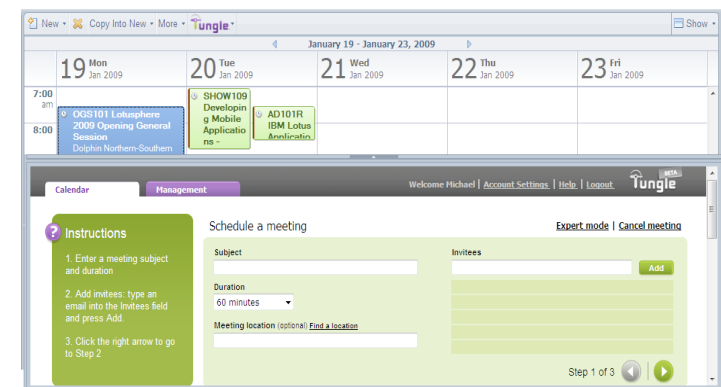 New Copy Into New More Tungle Show
January 19 - January 23, 2009
19 Mon Jan 2009
20 Tue Jan 2009
21 Wed Jan 2009
22 Thu Jan 2009
23 Fri Jan 2009
7:00
am
8:00
OGS101 Lotusphere
2009 Opening General
Session
Dolphin Northern-Southern
SHOW109
Developin
g Mobile
Applicatio
ns -
AD101R
IBM Lotus
Applicatio
Calendar
Management
Welcome Michael | Account Settings | Help | Logout
Tungle
BETA
? Instructions
1. Enter a meeting subject
and duration
2. Add invitees: type an
email into the Invitees field
and press Add.
3. Click the right arrow to go
to Step 2
Schedule a meeting
Expert mode | Cancel meeting
Subject
Duration
60 minutes
Meeting location (optional) Find a location
Invitees
Add
Step 1 of 3